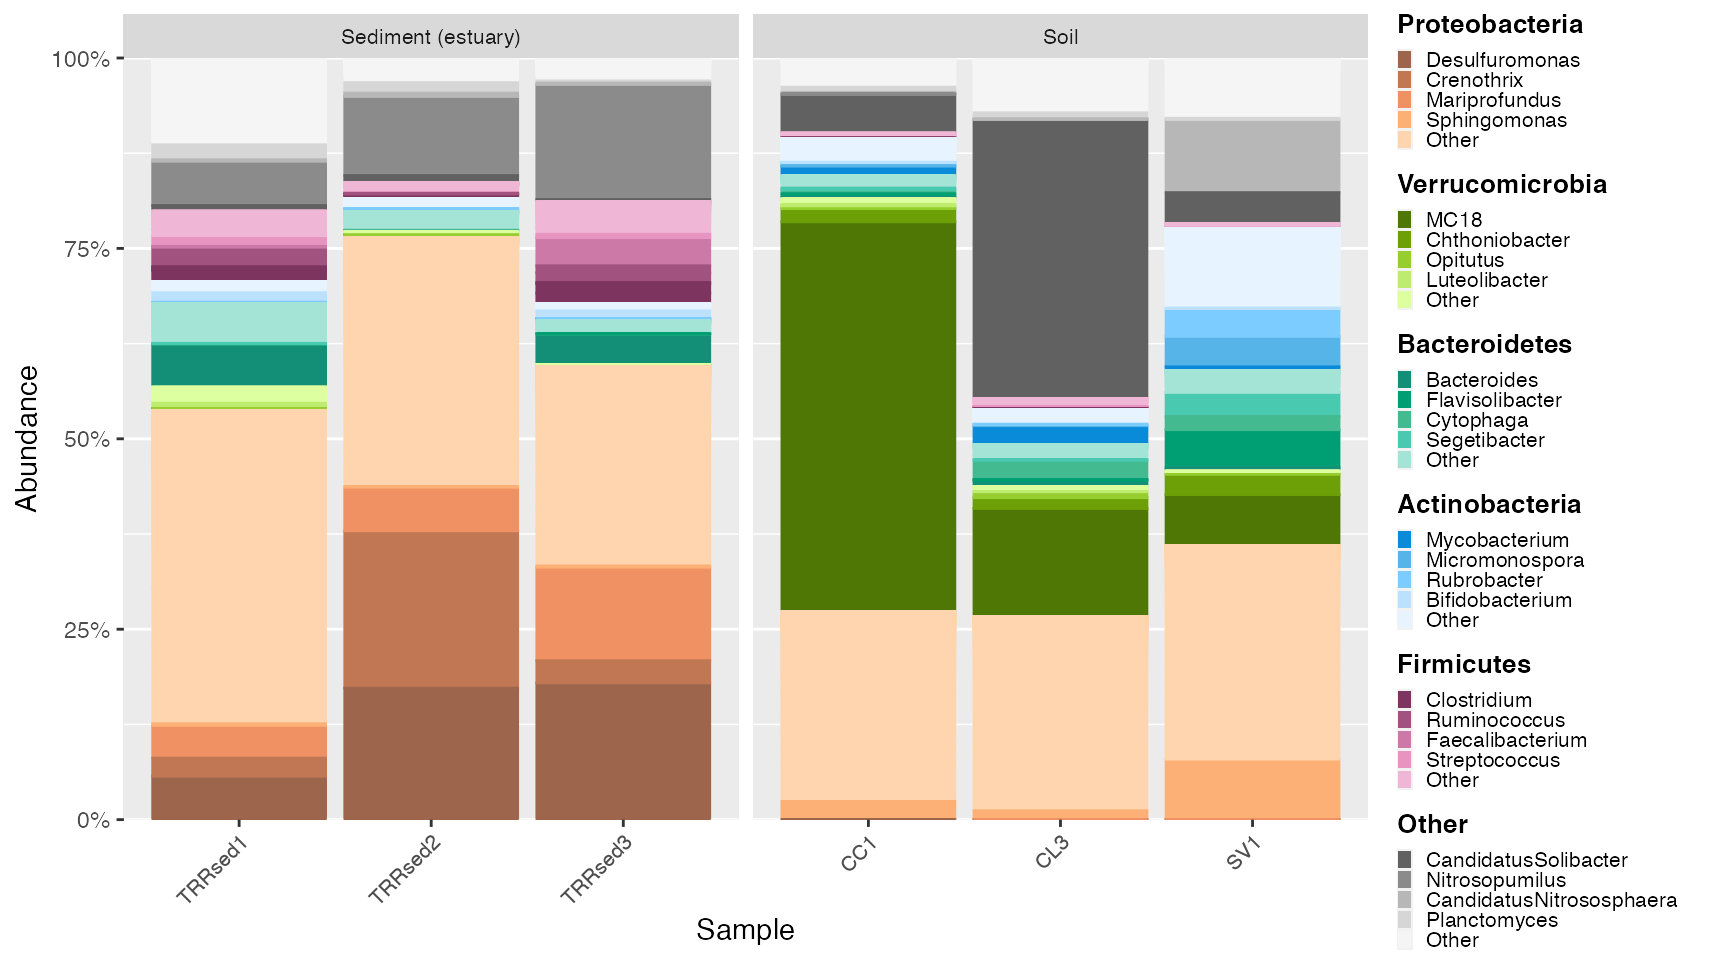 Sediment (estuary)
Soil
100%
75%
50%
25%
0%
Abundance
TRRsed1
TRRsed2
TRRsed3
CC1
CL3
SV1
Sample
Proteobacteria
Desulfuromonas
Crenothrix
Mariprofundus
Sphingomonas
Other
Verrucomicrobia
MC18
Chthoniobacter
Opitutus
Luteolibacter
Other
Bacteroidetes
Bacteroides
Flavisolibacter
Cytophaga
Segetibacter
Other
Actinobacteria
Mycobacterium
Micromonospora
Rubrobacter
Bifidobacterium
Other
Firmicutes
Clostridium
Ruminococcus
Faecalibacterium
Streptococcus
Other
Other
CandidatusSolibacter
Nitrosopumilus
CandidatusNitrososphaera
Planctomyces
Other